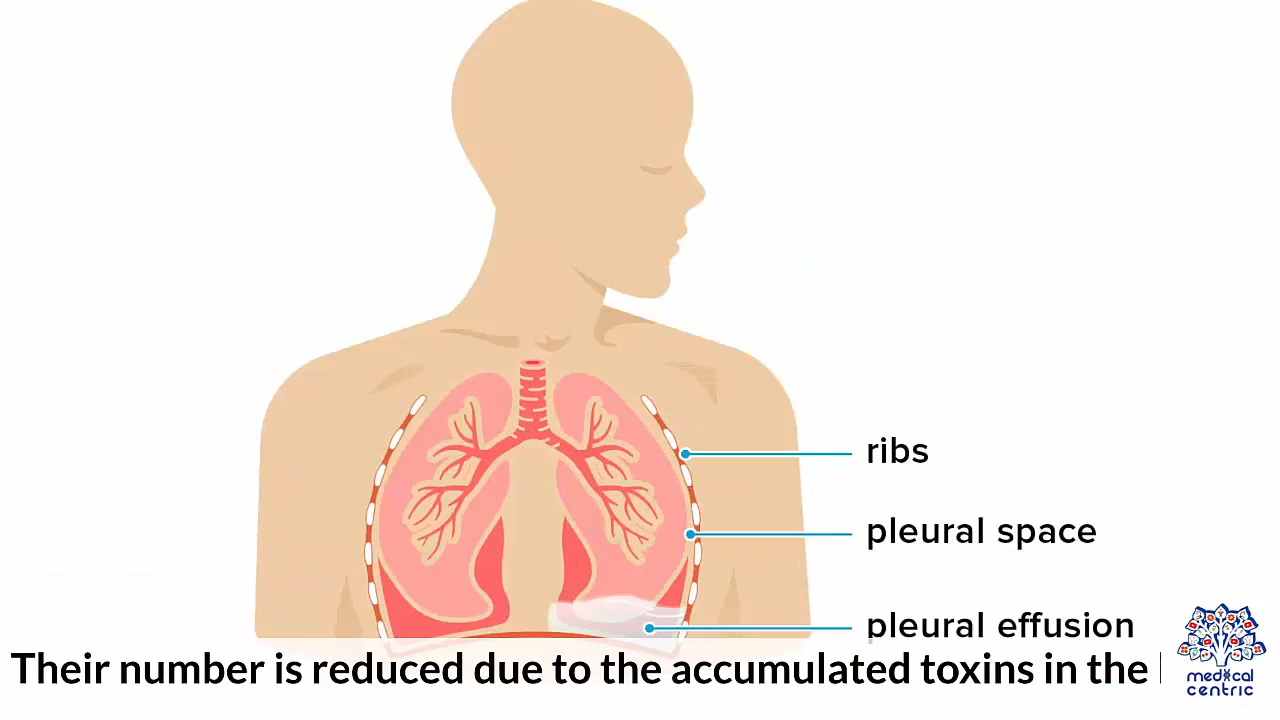 ribs
pleural space
pleural effusion
Their number is reduced due to the accumulated toxins in the
medical
centric